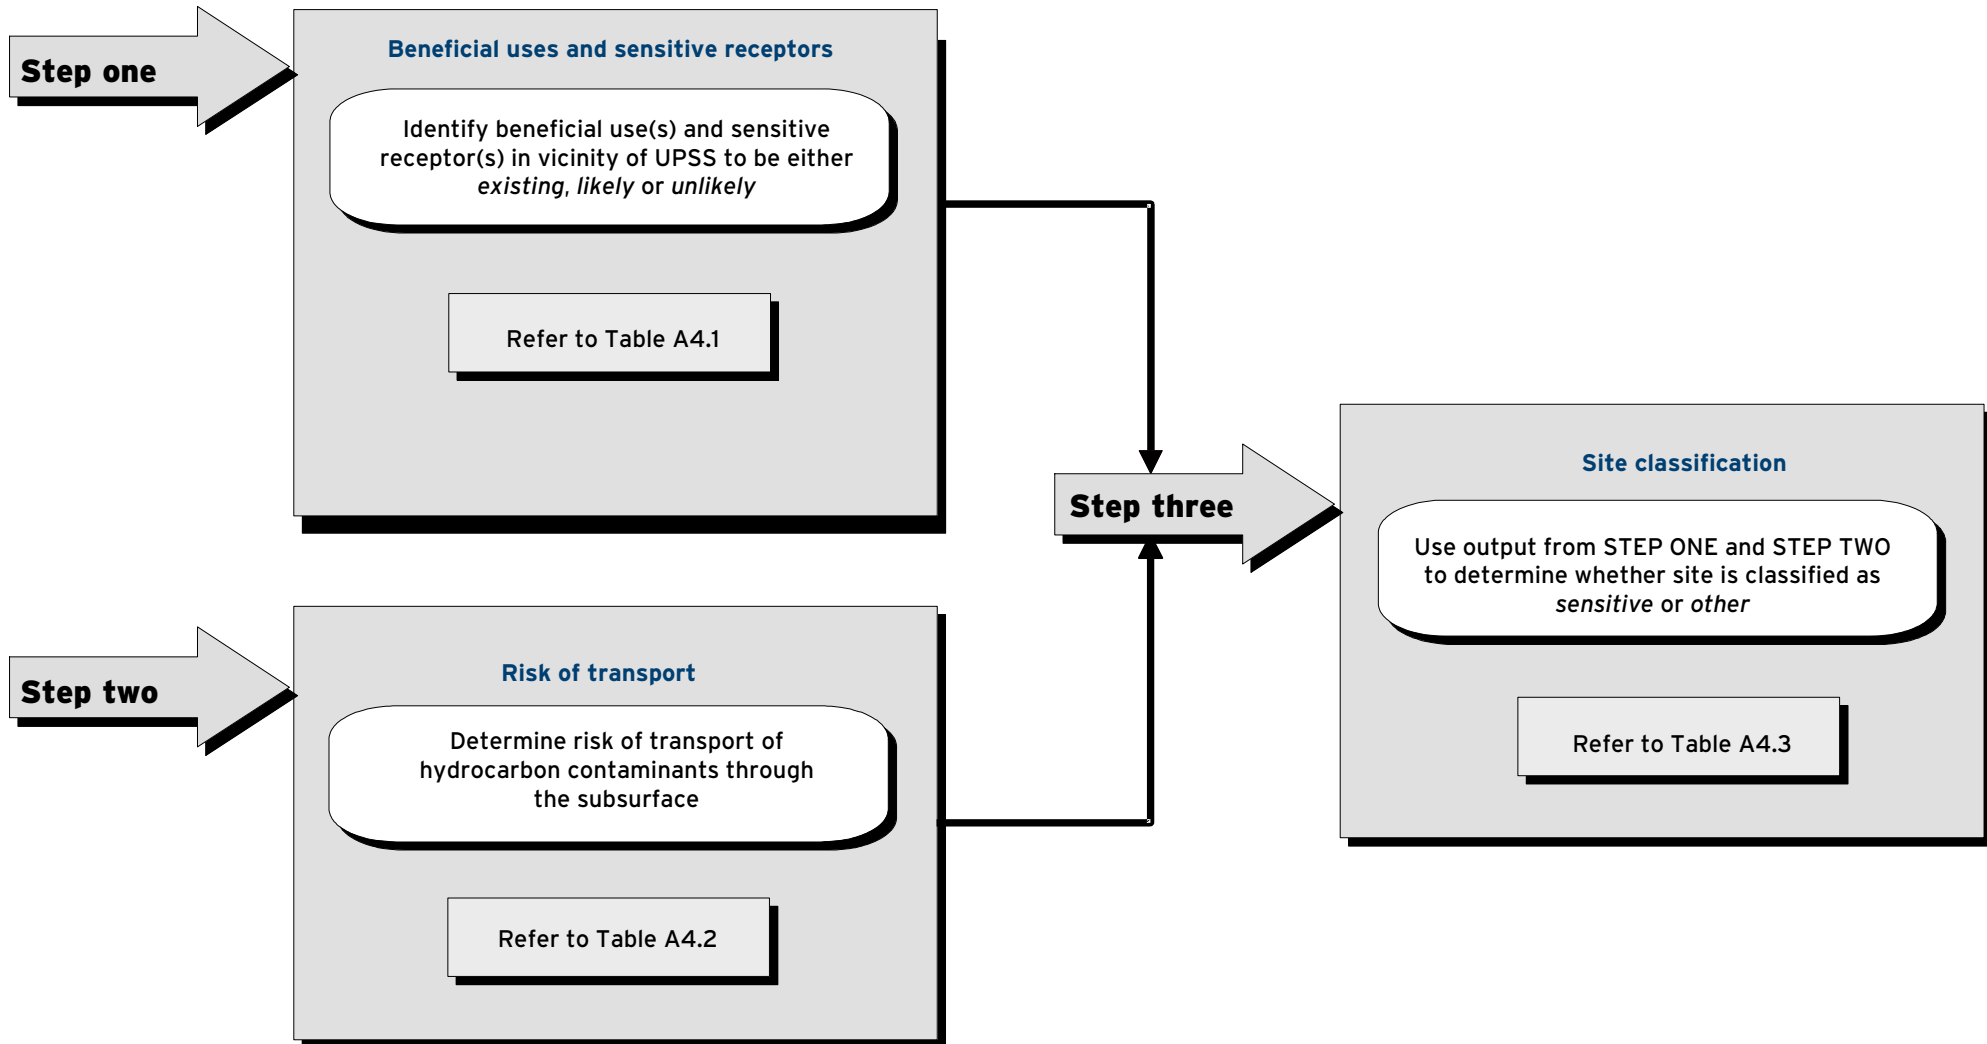 Step one
Beneficial uses and sensitive receptors
Identify beneficial use(s) and sensitive
receptor(s) in vicinity of UPSS to be either
existing, likely or unlikely
Refer to Table A4.1
Step two
Risk of transport
Determine risk of transport of
hydrocarbon contaminants through
the subsurface
Refer to Table A4.2
Step three
Site classification
Use output from STEP ONE and STEP TWO
to determine whether site is classified as
sensitive or other
Refer to Table A4.3